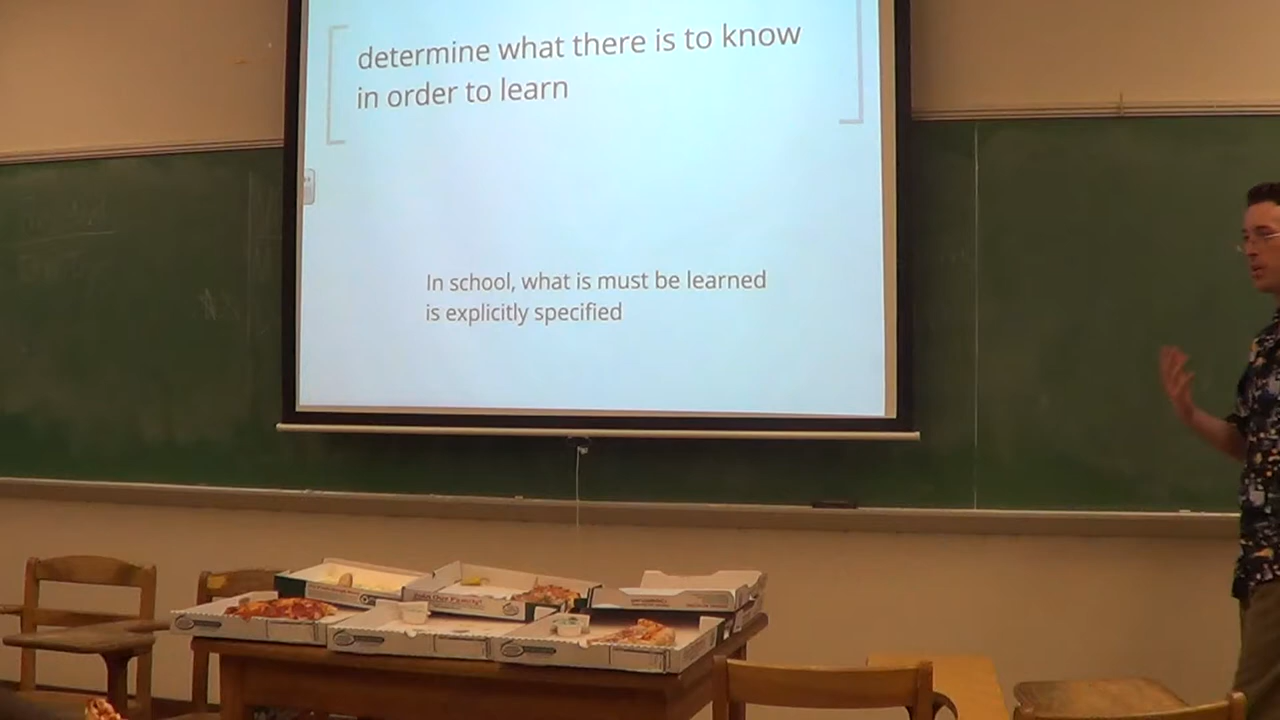 determine what there is to know
in order to learn
In school, what is must be learned
is explicitly specified